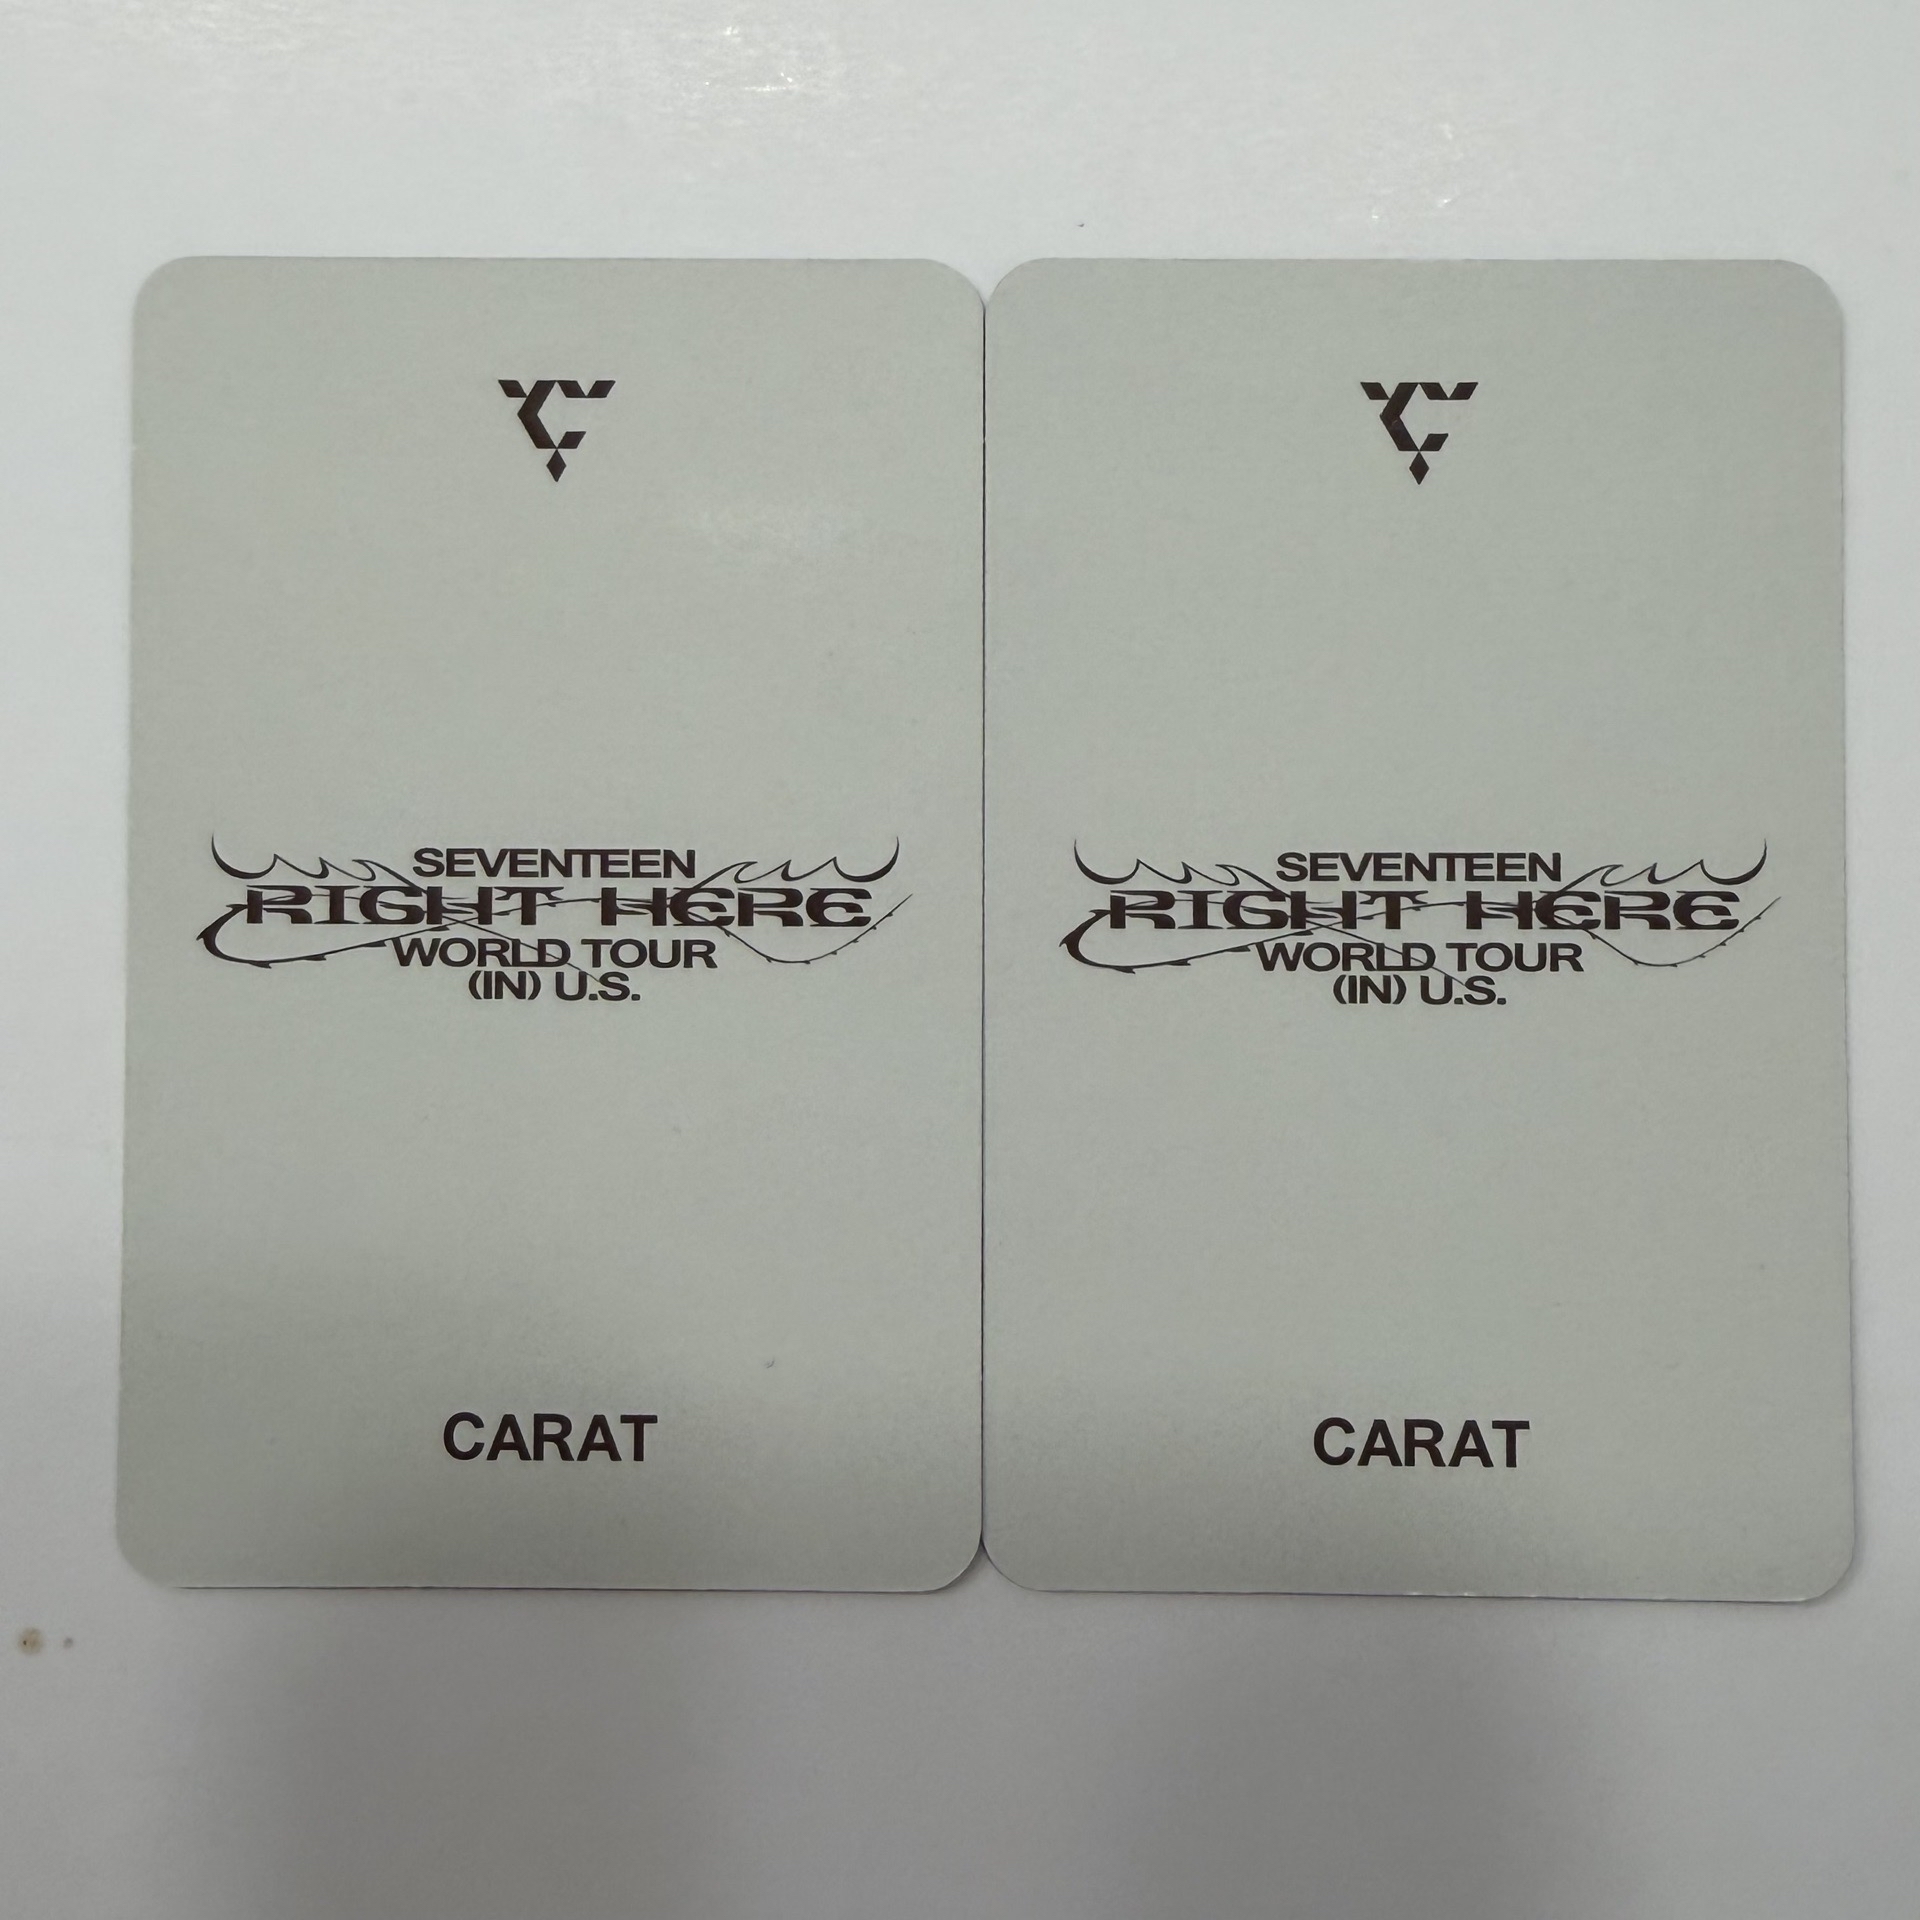 SEVENTEEN
RIGHT HERE
WORLD TOUR
(IN) U.S.
CARAT
SEVENTEEN
RIGHT HERE
WORLD TOUR
(IN) U.S.
CARAT